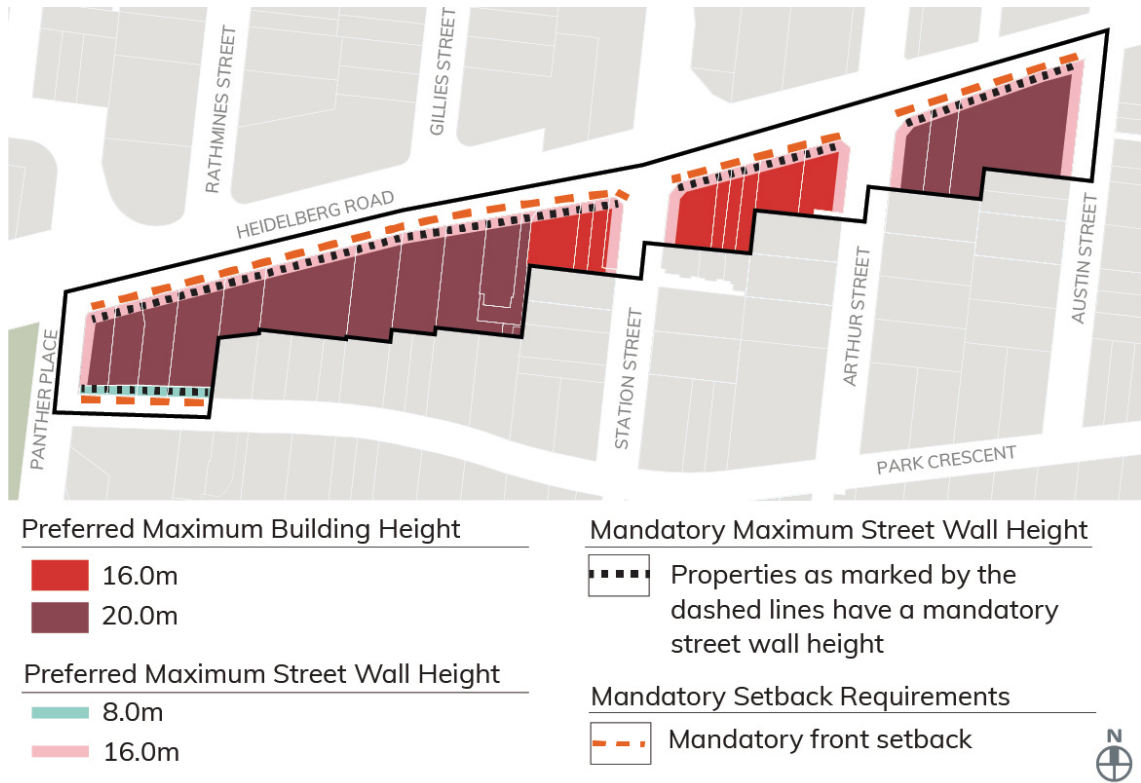 RATHMINES STREET
GILLIES STREET
HEIDELBERG ROAD
PANTHER PLACE
STATION STREET
ARTHUR STREET
AUSTIN STREET
PARK CRESCENT
Preferred Maximum Building Height
16.0m
20.0m
Preferred Maximum Street Wall Height
8.0m
16.0m
Mandatory Maximum Street Wall Height
Properties as marked by the
dashed lines have a mandatory
street wall height
Mandatory Setback Requirements
Mandatory front setback
N